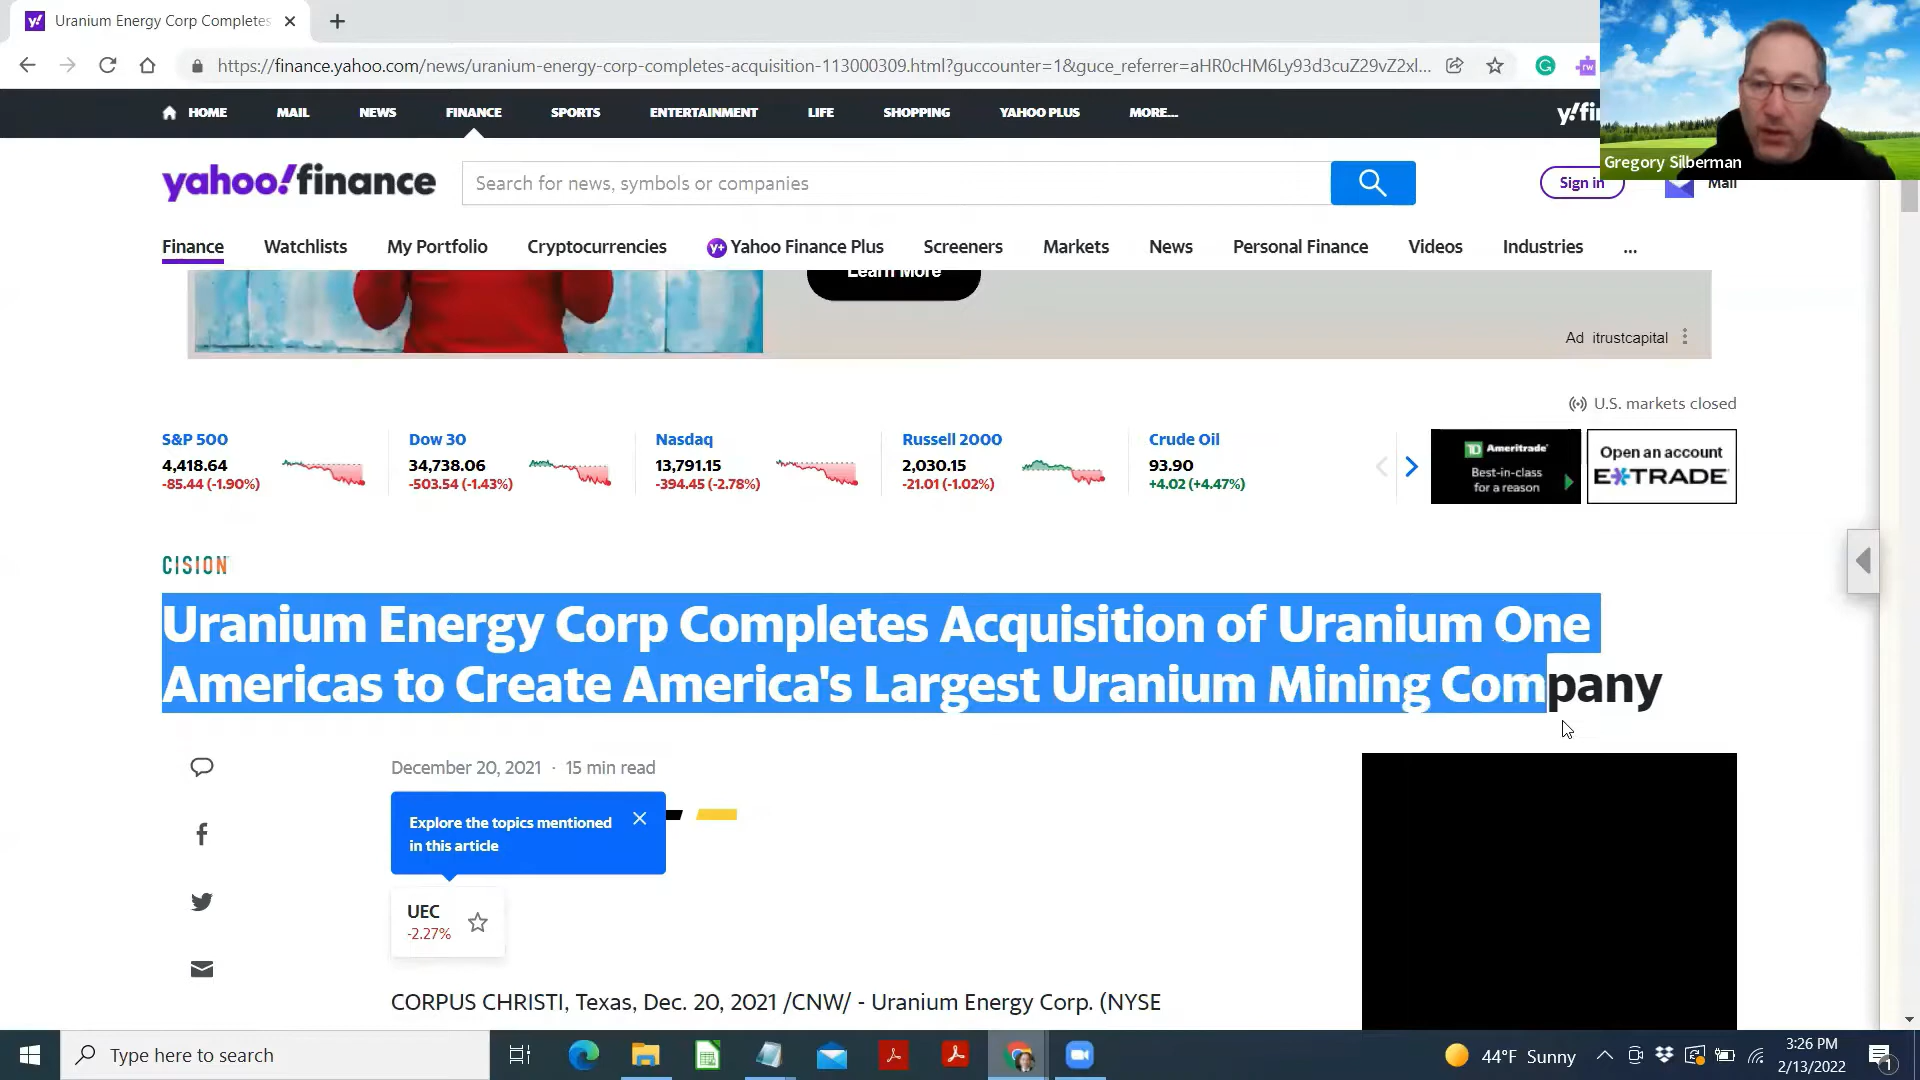 Uranium Energy Corp Completes
https://finance.yahoo.com/news/uranium-energy-corp-completes-acquisition-113000309.html?guccounter=1&guce_referrer=aHR0cHM6Ly93d3cuZ29vZ2xl...
HOME MAIL NEWS FINANCE SPORTS ENTERTAINMENT LIFE SHOPPING YAHOO PLUS MORE...
y!fin
Gregory Silberman
yahoo!finance
Search for news, symbols or companies
Sign in
Mail
Finance Watchlists My Portfolio Cryptocurrencies Yahoo Finance Plus Screeners Markets News Personal Finance Videos Industries ...
Learn More
Ad itrustcapital
U.S. markets closed
S&P 500
4,418.64
-85.44 (-1.90%)
Dow 30
34,738.06
-503.54 (-1.43%)
Nasdaq
13,791.15
-394.45 (-2.78%)
Russell 2000
2,030.15
-21.01 (-1.02%)
Crude Oil
93.90
+4.02 (+4.47%)
TD Ameritrade
Best-in-class
for a reason
Open an account
E*TRADE
CISION
Uranium Energy Corp Completes Acquisition of Uranium One
Americas to Create America's Largest Uranium Mining Company
December 20, 2021 · 15 min read
Explore the topics mentioned
in this article
UEC
-2.27%
CORPUS CHRISTI, Texas, Dec. 20, 2021 /CNW/ - Uranium Energy Corp. (NYSE
Type here to search
44°F Sunny
3:26 PM
2/13/2022
1